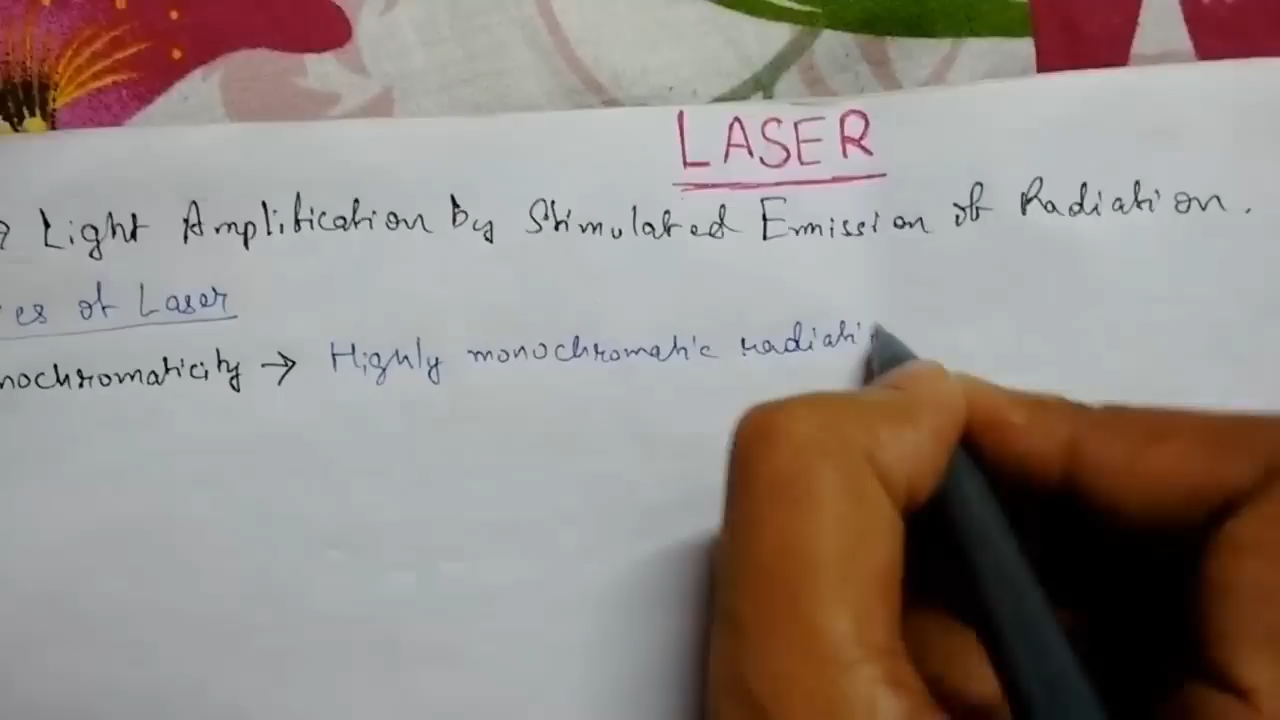 LASER
Light Amplification by Stimulated Emission of Radiation.
es of Laser
nochromaticity → Highly monochromatic radiati